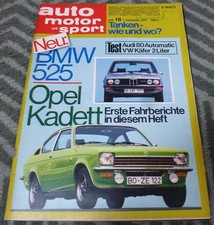 auto
motor
sport
Tanken-
wie und wo?
Neu:
BMW
525
Test Audi 80 Automatic
VW Käfer 2 Liter
Opel
Kadett
Erste Fahrberichte
in diesem Heft
BO·ZE 122